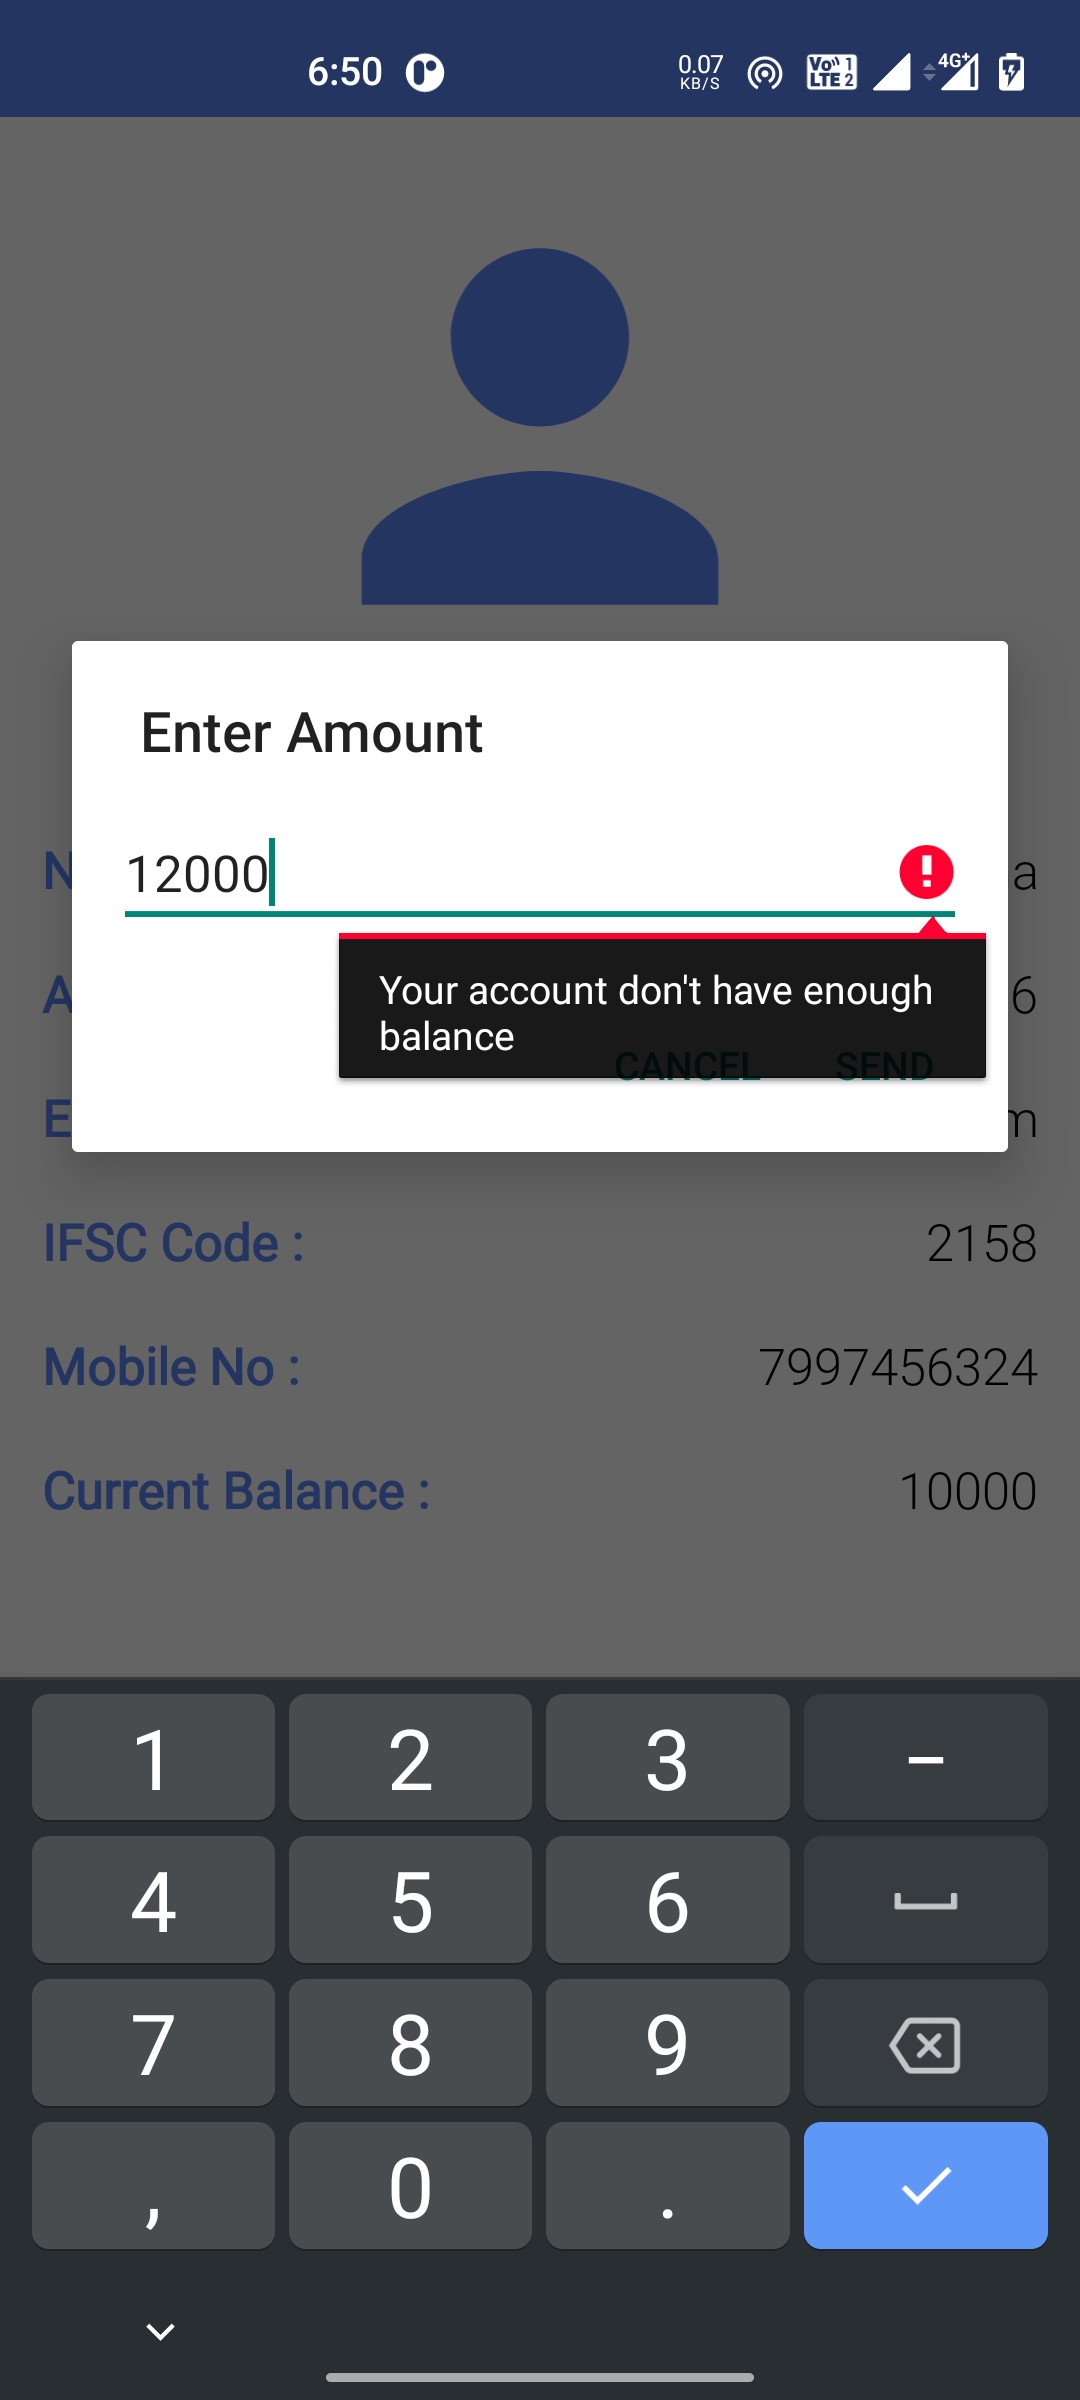 6:50
0.07
KB/S
Vo)) 1
LTE 2
4G+
Enter Amount
12000
N
a
Your account don't have enough
balance
A
6
CANCEL SEND
E
m
IFSC Code : 2158
Mobile No : 7997456324
Current Balance : 10000
1 2 3 –
4 5 6
7 8 9
, 0 .